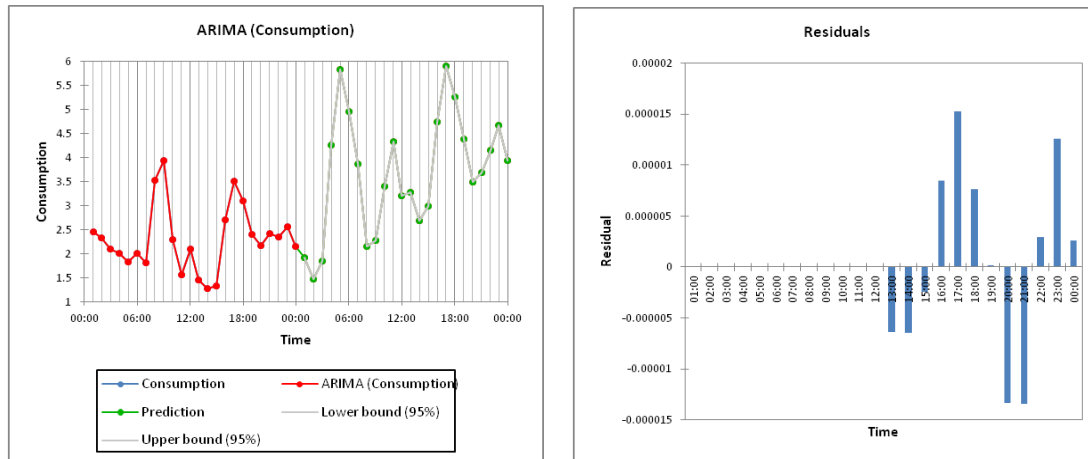 ARIMA (Consumption)
6
5.5
5
4.5
4
3.5
3
2.5
2
1.5
1
Consumption
00:00 06:00 12:00 18:00 00:00 06:00 12:00 18:00 00:00
Time
Consumption ARIMA (Consumption)
Prediction Lower bound (95%)
Upper bound (95%)
Residuals
0.00002
0.000015
0.00001
0.000005
0
-0.000005
-0.00001
-0.000015
Residual
01:00 02:00 03:00 04:00 05:00 06:00 07:00 08:00 09:00 10:00 11:00 12:00 13:00 14:00 15:00 16:00 17:00 18:00 19:00 20:00 21:00 22:00 23:00 00:00
Time